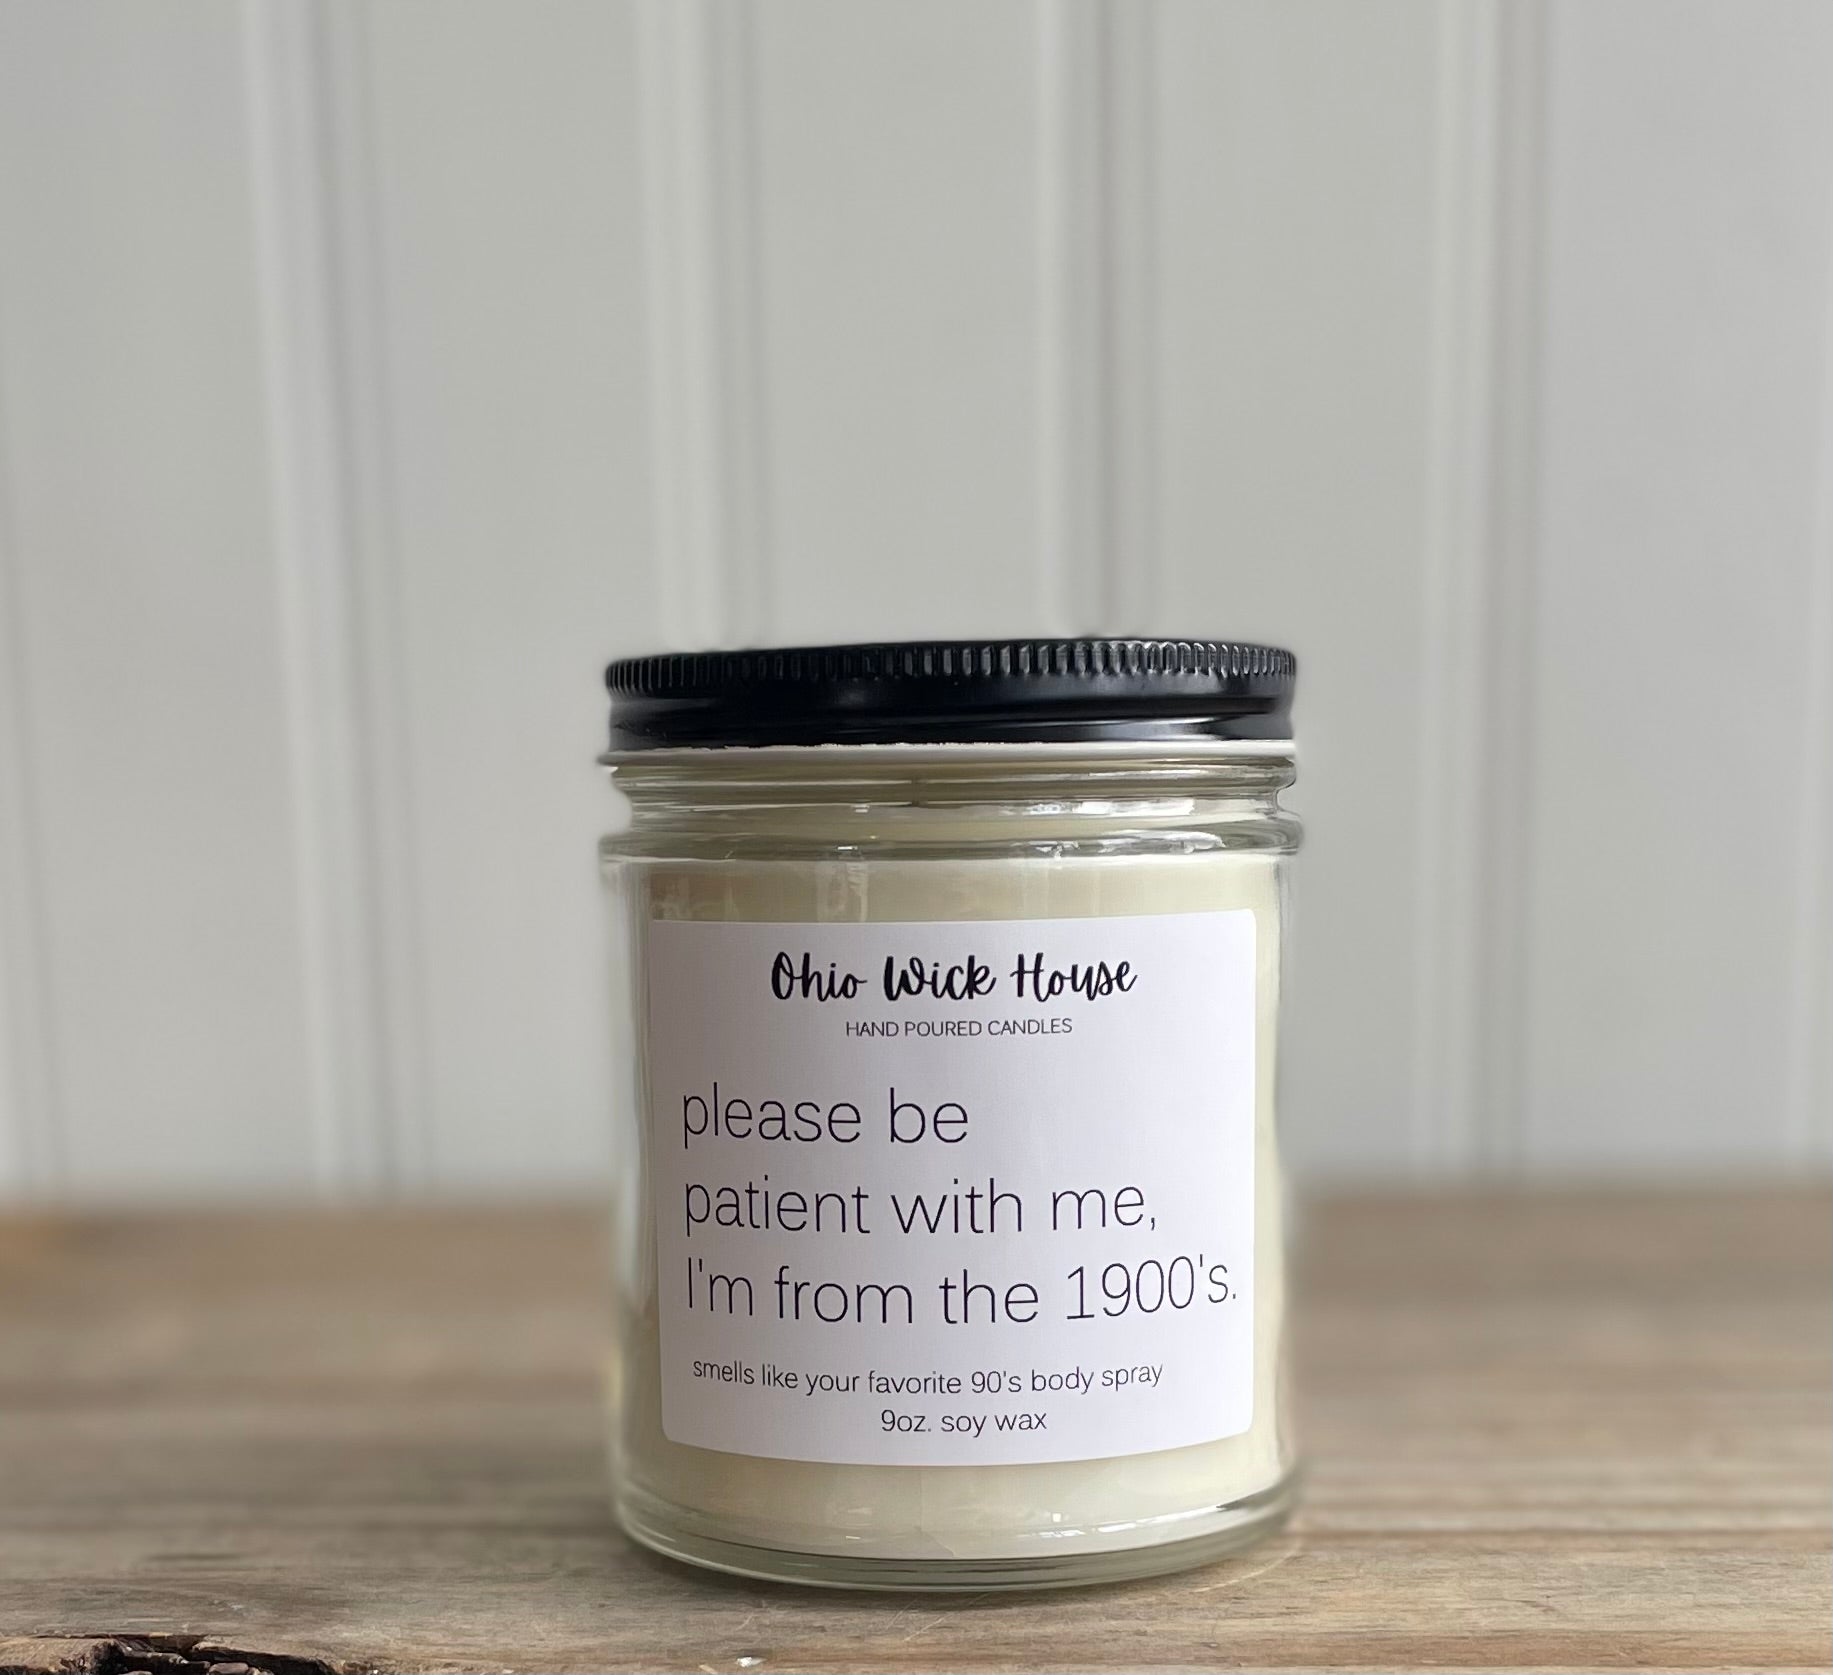 Ohio Wick House
HAND POURED CANDLES
please be
patient with me,
I'm from the 1900's.
smells like your favorite 90's body spray
9oz. soy wax